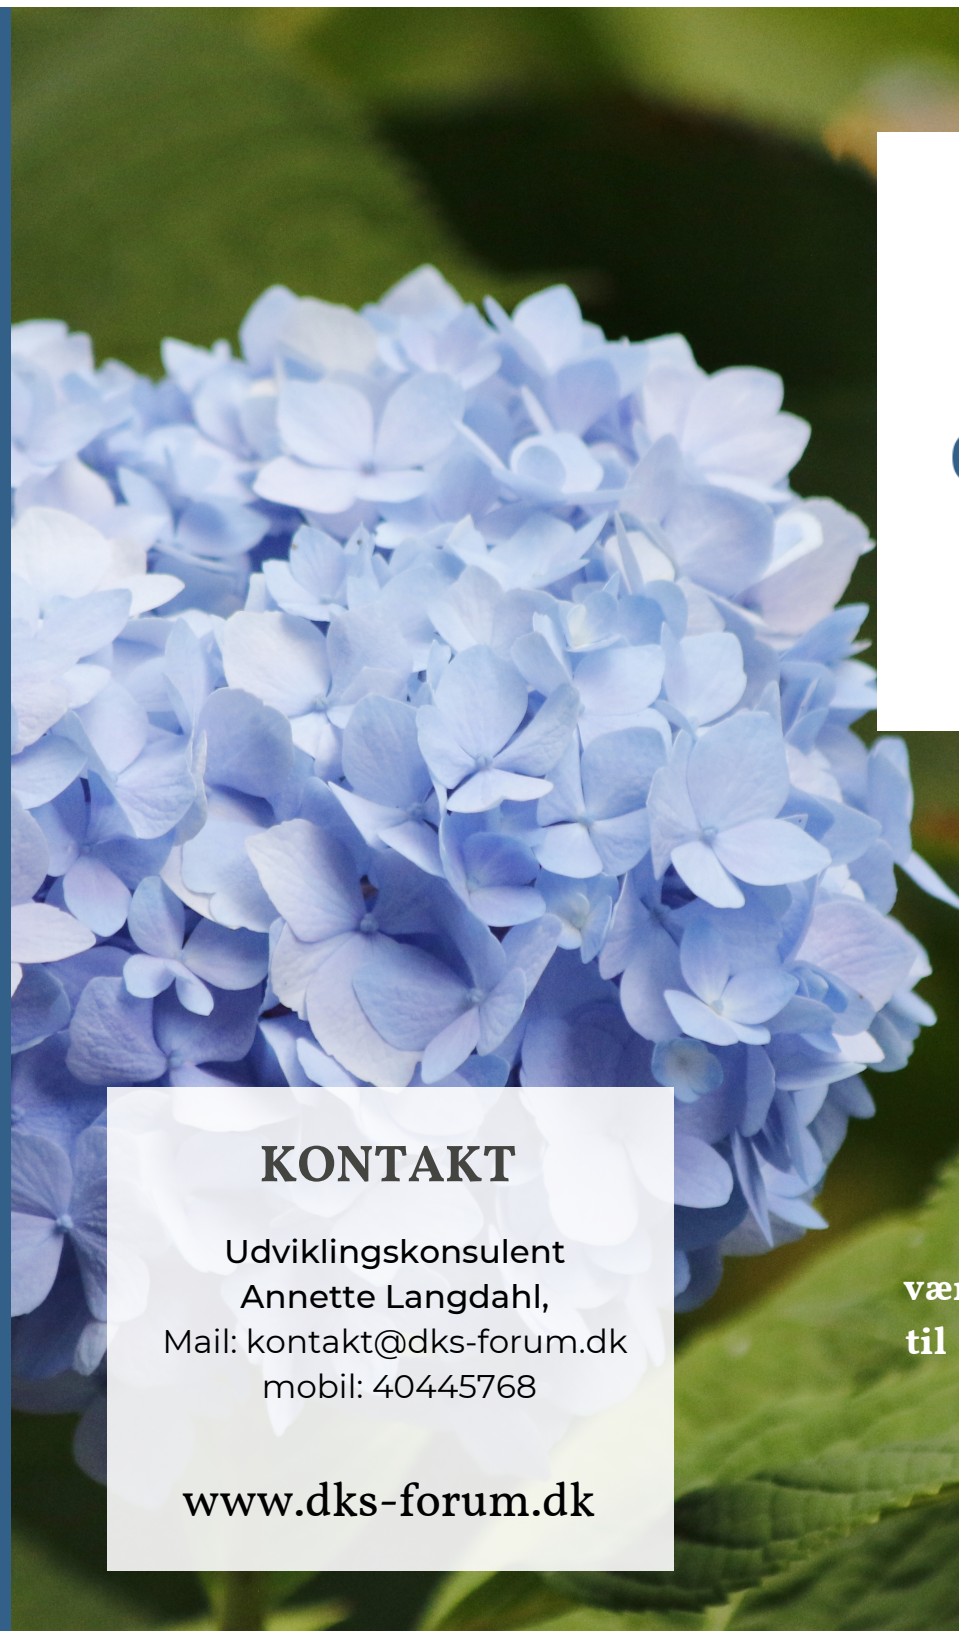 KONTAKT
Udviklingskonsulent
Annette Langdahl,
Mail: kontakt@dks-forum.dk
mobil: 40445768
www.dks-forum.dk
til